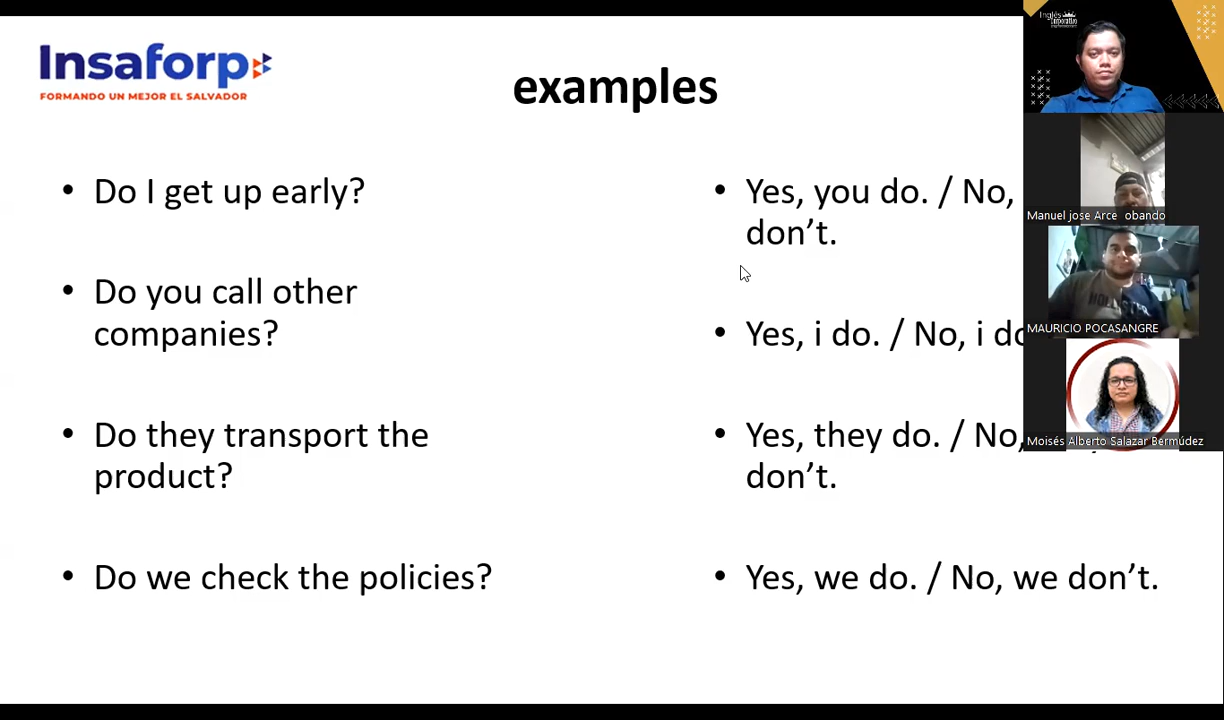 Insaforp
FORMANDO UN MEJOR EL SALVADOR
examples
Do I get up early?
Do you call other
companies?
Do they transport the
product?
Do we check the policies?
Yes, you do. / No,
don't.
Yes, i do. / No, i do
Yes, they do. / No,
don't.
Yes, we do. / No, we don't.
Inglés
Manuel jose Arce obando
MAURICIO POCASANGRE
Moisés Alberto Salazar Bermúdez